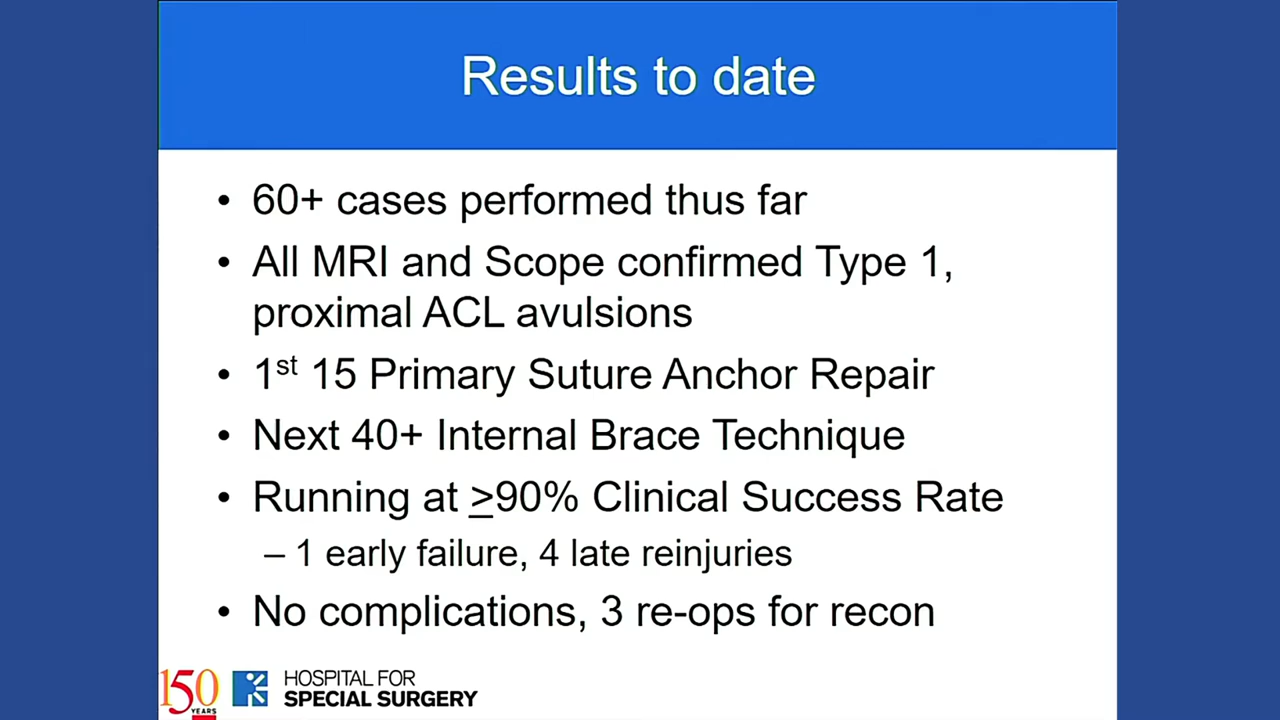 Results to date
• 60+ cases performed thus far
• All MRI and Scope confirmed Type 1,
proximal ACL avulsions
• 1st 15 Primary Suture Anchor Repair
• Next 40+ Internal Brace Technique
• Running at ≥90% Clinical Success Rate
– 1 early failure, 4 late reinjuries
• No complications, 3 re-ops for recon
150
YEARS
HOSPITAL FOR
SPECIAL SURGERY